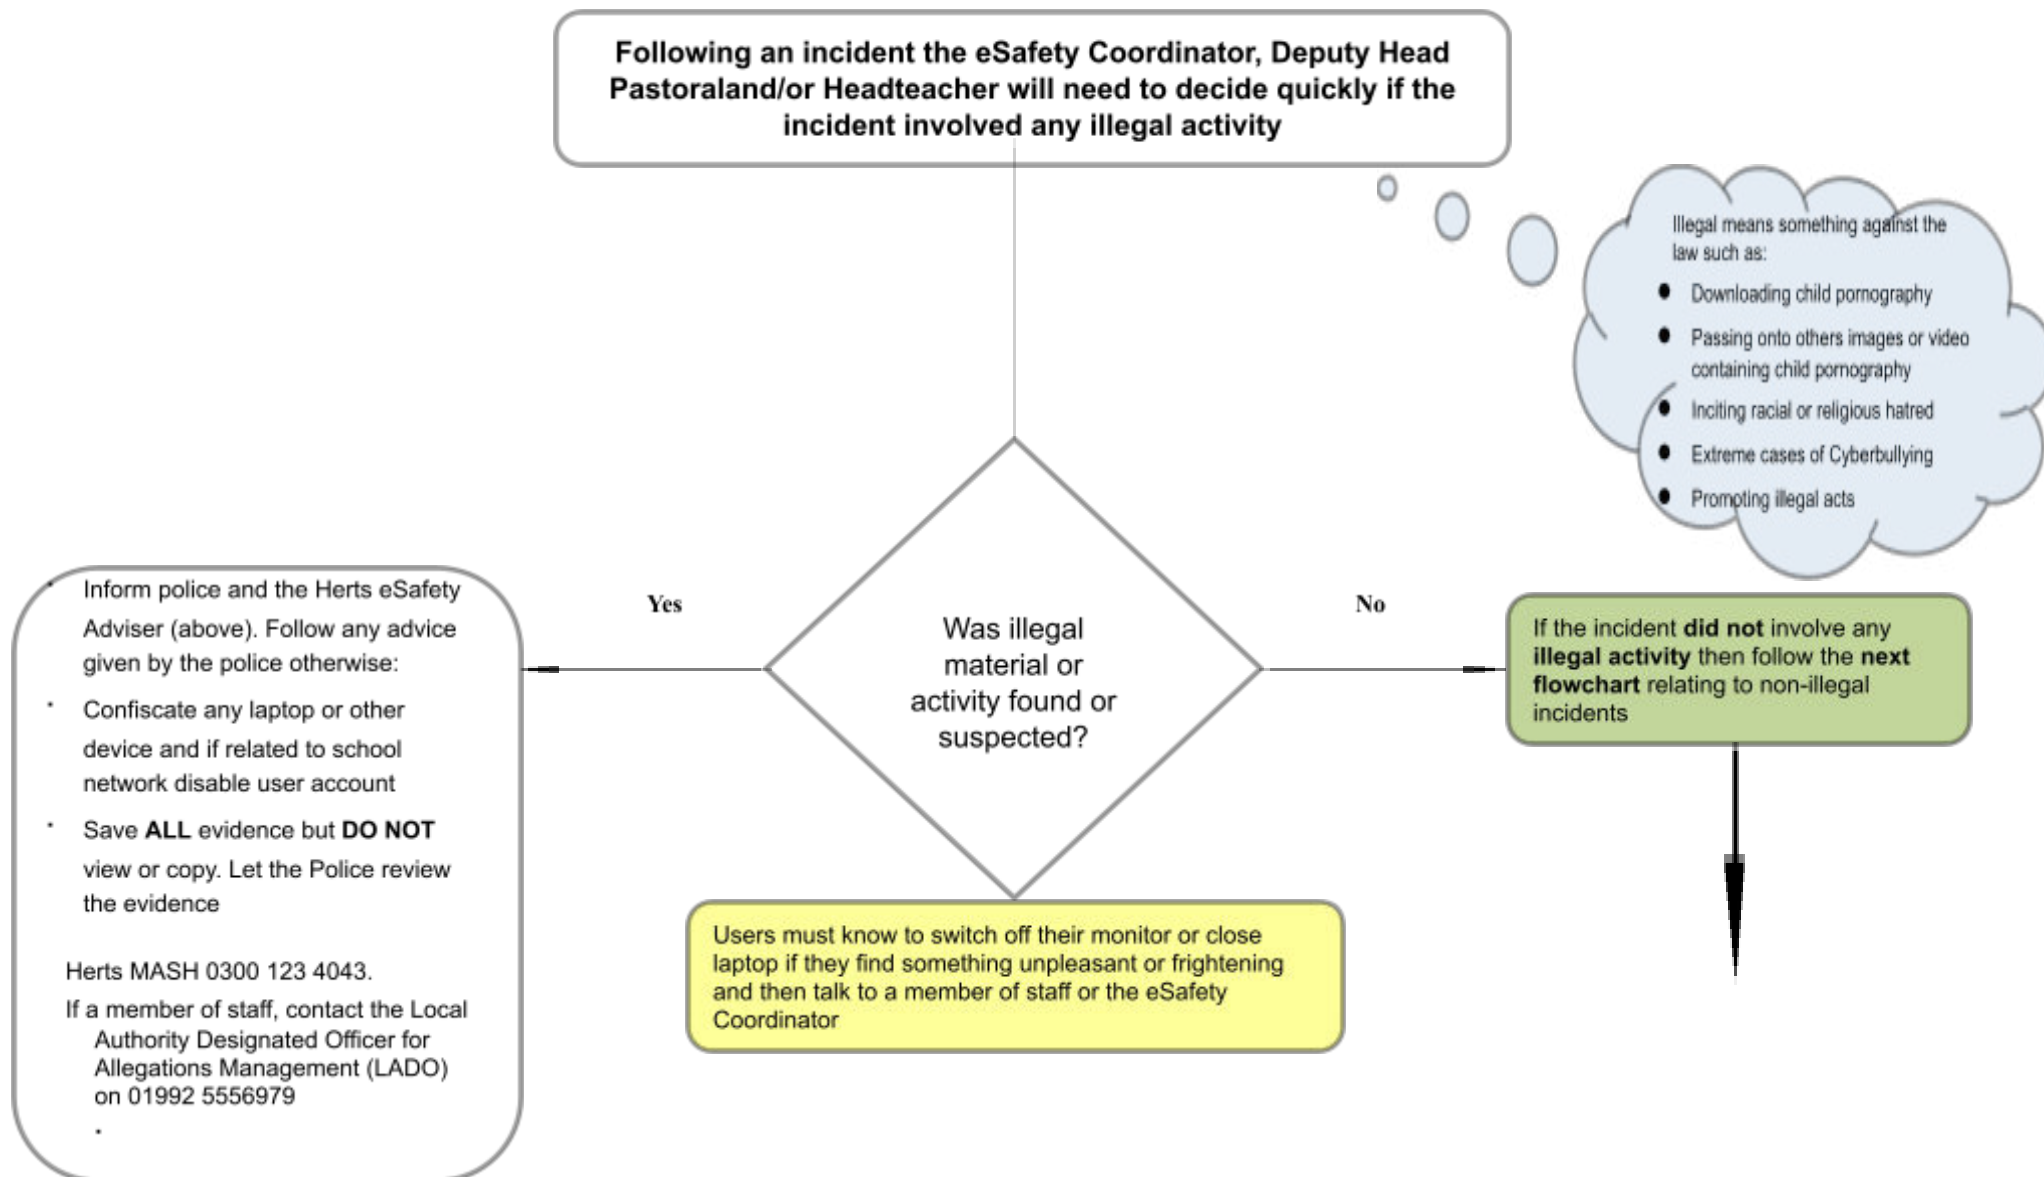 Following an incident the eSafety Coordinator, Deputy Head
Pastoraland/or Headteacher will need to decide quickly if the
incident involved any illegal activity
Illegal means something against the
law such as:
● Downloading child pornography
● Passing onto others images or video
containing child pornography
● Inciting racial or religious hatred
● Extreme cases of Cyberbullying
● Promoting illegal acts
Yes
Was illegal
material or
activity found or
suspected?
No
· Inform police and the Herts eSafety
Adviser (above). Follow any advice
given by the police otherwise:
· Confiscate any laptop or other
device and if related to school
network disable user account
· Save ALL evidence but DO NOT
view or copy. Let the Police review
the evidence
Herts MASH 0300 123 4043.
If a member of staff, contact the Local
Authority Designated Officer for
Allegations Management (LADO)
on 01992 5556979
If the incident did not involve any
illegal activity then follow the next
flowchart relating to non-illegal
incidents
Users must know to switch off their monitor or close
laptop if they find something unpleasant or frightening
and then talk to a member of staff or the eSafety
Coordinator